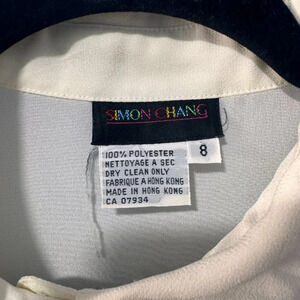 SIMON CHANG
8
100% POLYESTER
NETTOYAGE A SEC
DRY CLEAN ONLY
FABRIQUE A HONG KONG
MADE IN HONG KONG
CA 07934